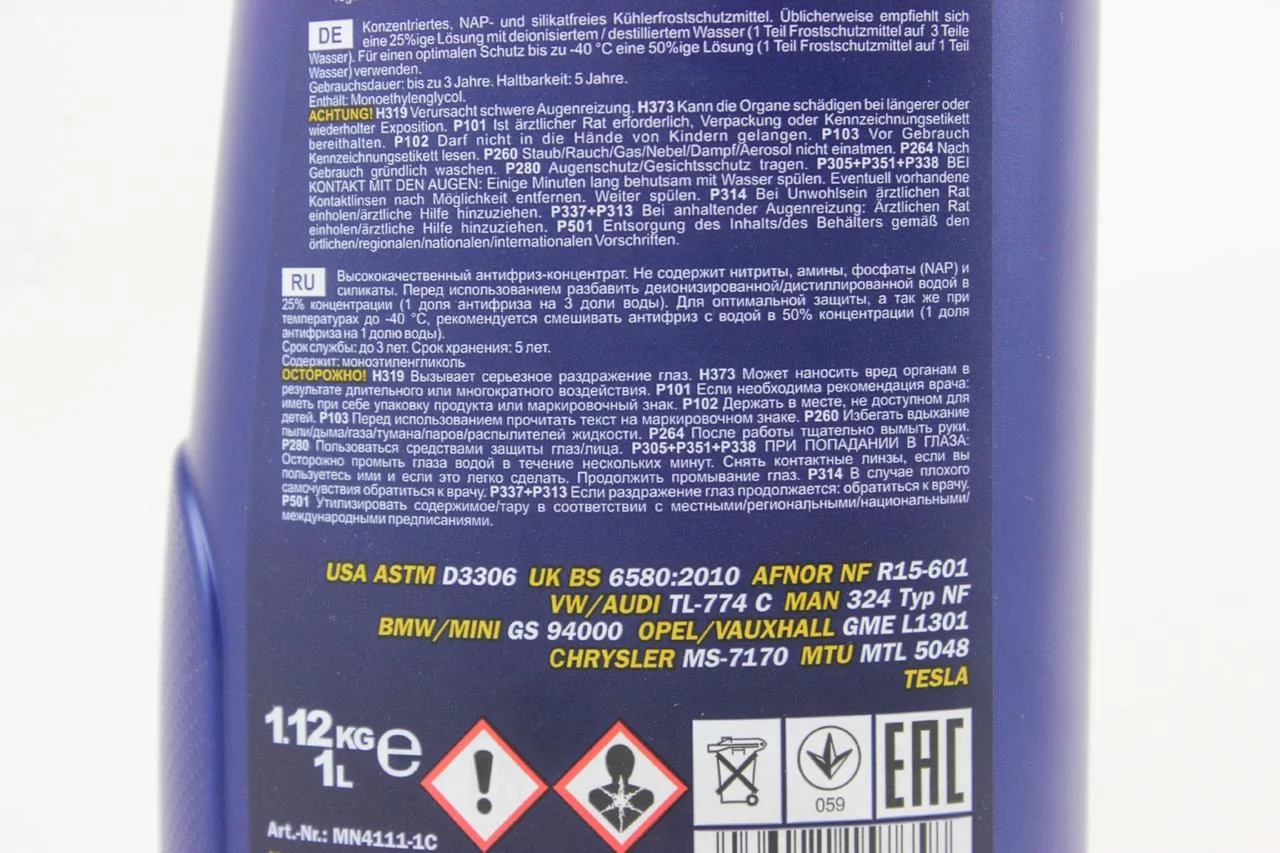 DE Konzentriertes, NAP- und silikatfreies Kühlerfrostschutzmittel. Üblicherweise empfiehlt sich
eine 25%ige Lösung mit deionisiertem / destilliertem Wasser (1 Teil Frostschutzmittel auf 3 Teile
Wasser). Für einen optimalen Schutz bis zu -40 °C eine 50%ige Lösung (1 Teil Frostschutzmittel auf 1 Teil
Wasser) verwenden.
Gebrauchsdauer: bis zu 3 Jahre. Haltbarkeit: 5 Jahre.
Enthält: Monoethylenglycol.
ACHTUNG! H319 Verursacht schwere Augenreizung. H373 Kann die Organe schädigen bei längerer oder
wiederholter Exposition. P101 Ist ärztlicher Rat erforderlich, Verpackung oder Kennzeichnungsetikett
bereithalten. P102 Darf nicht in die Hände von Kindern gelangen. P103 Vor Gebrauch
Kennzeichnungsetikett lesen. P260 Staub/Rauch/Gas/Nebel/Dampf/Aerosol nicht einatmen. P264 Nach
Gebrauch gründlich waschen. P280 Augenschutz/Gesichtsschutz tragen. P305+P351+P338 BEI
KONTAKT MIT DEN AUGEN: Einige Minuten lang behutsam mit Wasser spülen. Eventuell vorhandene
Kontaktlinsen nach Möglichkeit entfernen. Weiter spülen. P314 Bei Unwohlsein ärztlichen Rat
einholen/ärztliche Hilfe hinzuziehen. P337+P313 Bei anhaltender Augenreizung: Ärztlichen Rat
einholen/ärztliche Hilfe hinzuziehen. P501 Entsorgung des Inhalts/des Behälters gemäß den
örtlichen/regionalen/nationalen/internationalen Vorschriften.
RU Высококачественный антифриз-концентрат. Не содержит нитриты, амины, фосфаты (NAP) и
силикаты. Перед использованием разбавить деионизированной/дистиллированной водой в
25% концентрации (1 доля антифриза на 3 доли воды). Для оптимальной защиты, а так же при
температурах до -40 °C, рекомендуется смешивать антифриз с водой в 50% концентрации (1 доля
антифриза на 1 долю воды).
Срок службы: до 3 лет. Срок хранения: 5 лет.
Содержит: моноэтиленгликоль
ОСТОРОЖНО! H319 Вызывает серьезное раздражение глаз. H373 Может наносить вред органам в
результате длительного или многократного воздействия. P101 Если необходима рекомендация врача:
иметь при себе упаковку продукта или маркировочный знак. P102 Держать в месте, не доступном для
детей. P103 Перед использованием прочитать текст на маркировочном знаке. P260 Избегать вдыхание
пыли/дыма/газа/тумана/паров/распылителей жидкости. P264 После работы тщательно вымыть руки.
P280 Пользоваться средствами защиты глаз/лица. P305+P351+P338 ПРИ ПОПАДАНИИ В ГЛАЗА:
Осторожно промыть глаза водой в течение нескольких минут. Снять контактные линзы, если вы
пользуетесь ими и если это легко сделать. Продолжить промывание глаз. P314 В случае плохого
самочувствия обратиться к врачу. P337+P313 Если раздражение глаз продолжается: обратиться к врачу.
P501 Утилизировать содержимое/тару в соответствии с местными/региональными/национальными/
международными предписаниями.
USA ASTM D3306 UK BS 6580:2010 AFNOR NF R15-601
VW/AUDI TL-774 C MAN 324 Typ NF
BMW/MINI GS 94000 OPEL/VAUXHALL GME L1301
CHRYSLER MS-7170 MTU MTL 5048
TESLA
1.12 KG e
1L
059
EAC
Art.-Nr.: MN4111-1C